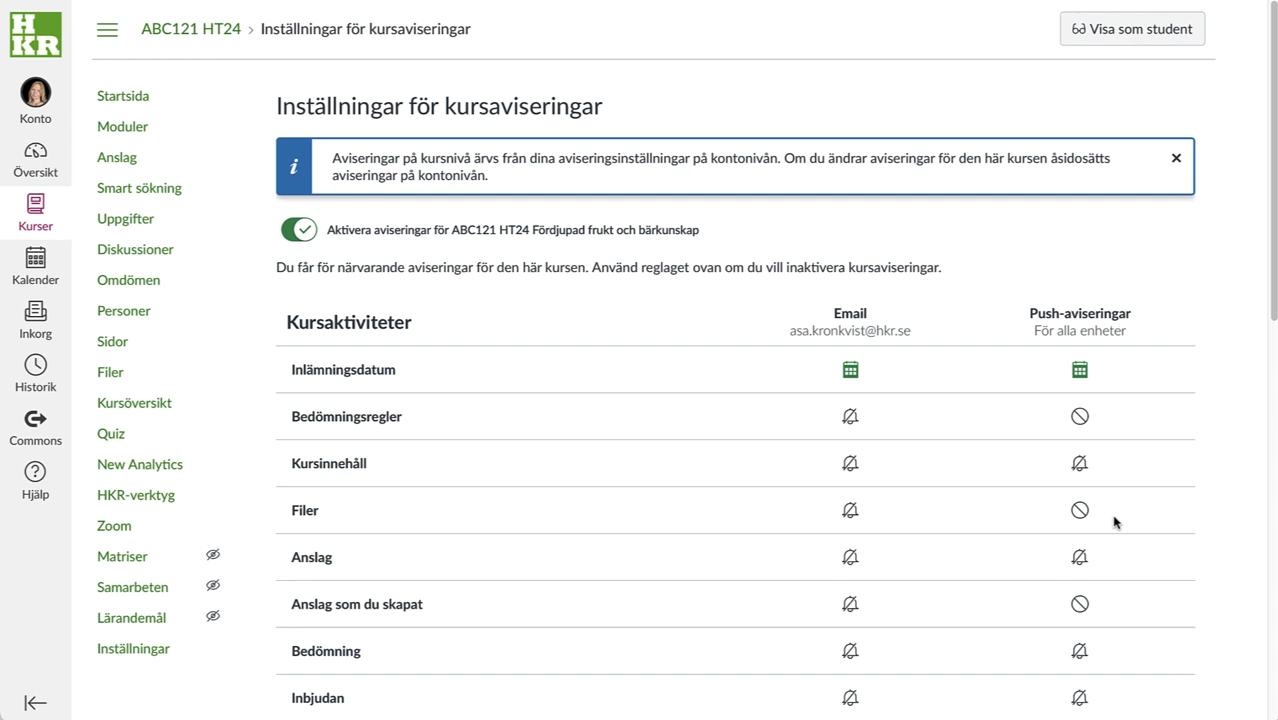 HKR
ABC121 HT24 › Inställningar för kursaviseringar
Visa som student
Konto
Översikt
Kurser
Kalender
Inkorg
Historik
Commons
Hjälp
Startsida
Moduler
Anslag
Smart sökning
Uppgifter
Diskussioner
Omdömen
Personer
Sidor
Filer
Kursöversikt
Quiz
New Analytics
HKR-verktyg
Zoom
Matriser
Samarbeten
Lärandemål
Inställningar
Inställningar för kursaviseringar
Aviseringar på kursnivå ärvs från dina aviseringsinställningar på kontonivån. Om du ändrar aviseringar för den här kursen åsidosätts
aviseringar på kontonivån.
Aktivera aviseringar för ABC121 HT24 Fördjupad frukt och bärkunskap
Du får för närvarande aviseringar för den här kursen. Använd reglaget ovan om du vill inaktivera kursaviseringar.
Kursaktiviteter
Email
asa.kronkvist@hkr.se
Push-aviseringar
För alla enheter
Inlämningsdatum
Bedömningsregler
Kursinnehåll
Filer
Anslag
Anslag som du skapat
Bedömning
Inbjudan